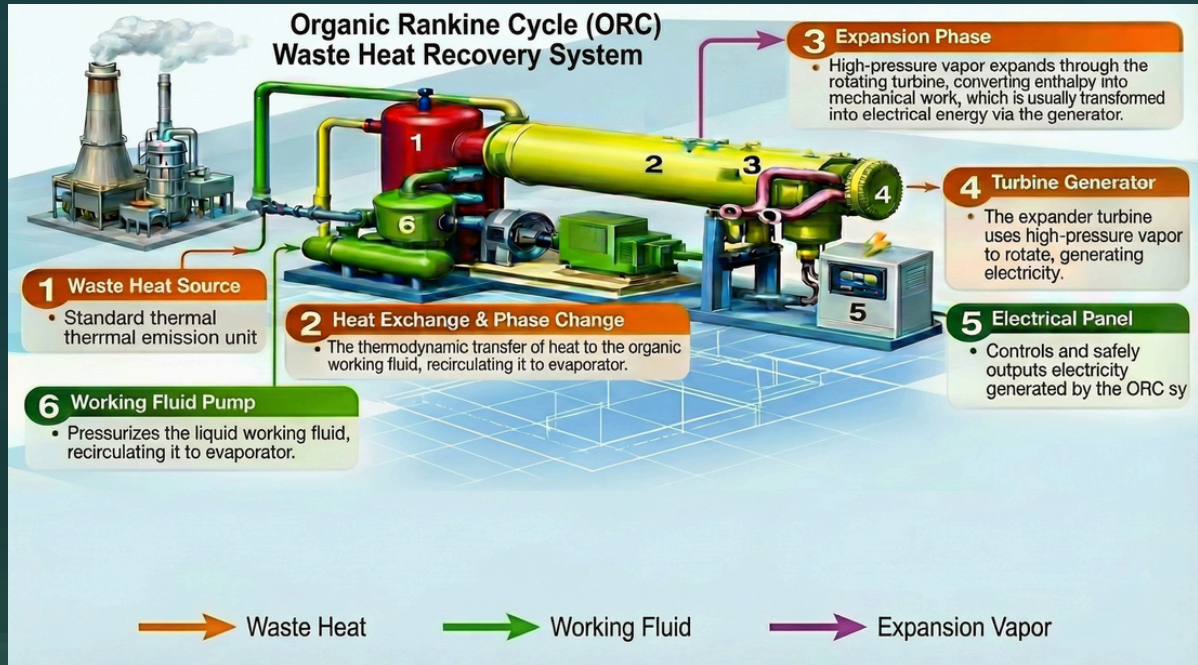 Organic Rankine Cycle (ORC)
Waste Heat Recovery System
3 Expansion Phase
• High-pressure vapor expands through the
rotating turbine, converting enthalpy into
mechanical work, which is usually transformed
into electrical energy via the generator.
1
2
3
4
6
5
4 Turbine Generator
• The expander turbine
uses high-pressure vapor
to rotate, generating
electricity.
1 Waste Heat Source
• Standard thermal
thermal emission unit
2 Heat Exchange & Phase Change
• The thermodynamic transfer of heat to the organic
working fluid, recirculating it to evaporator.
5 Electrical Panel
• Controls and safely
outputs electricity
generated by the ORC sy
6 Working Fluid Pump
• Pressurizes the liquid working fluid,
recirculating it to evaporator.
Waste Heat
Working Fluid
Expansion Vapor